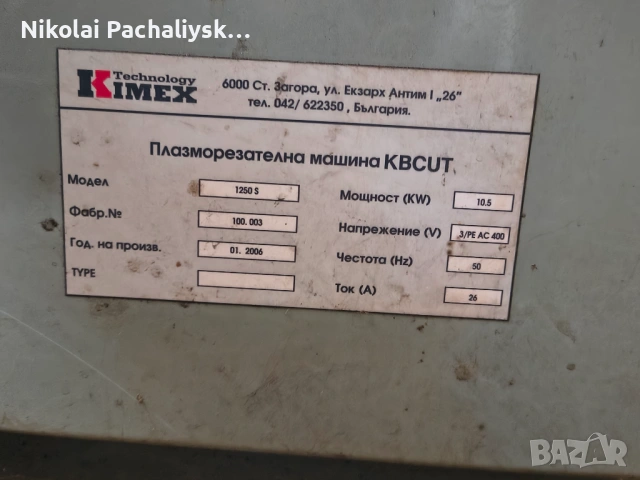 Nikolai Pachaliysk...
Technology
KIMEX
6000 Ст. Загора, ул. Екзарх Антим I „26"
тел. 042/ 622350 , България.
Плазморезателна машина KBCUT
Модел 1250 S
Мощност (KW) 10.5
Фабр.№ 100. 003
Напрежение (V) 3/PE AC 400
Год. на произв. 01. 2006
Честота (Hz) 50
TYPE
Ток (A) 26
BAZAR